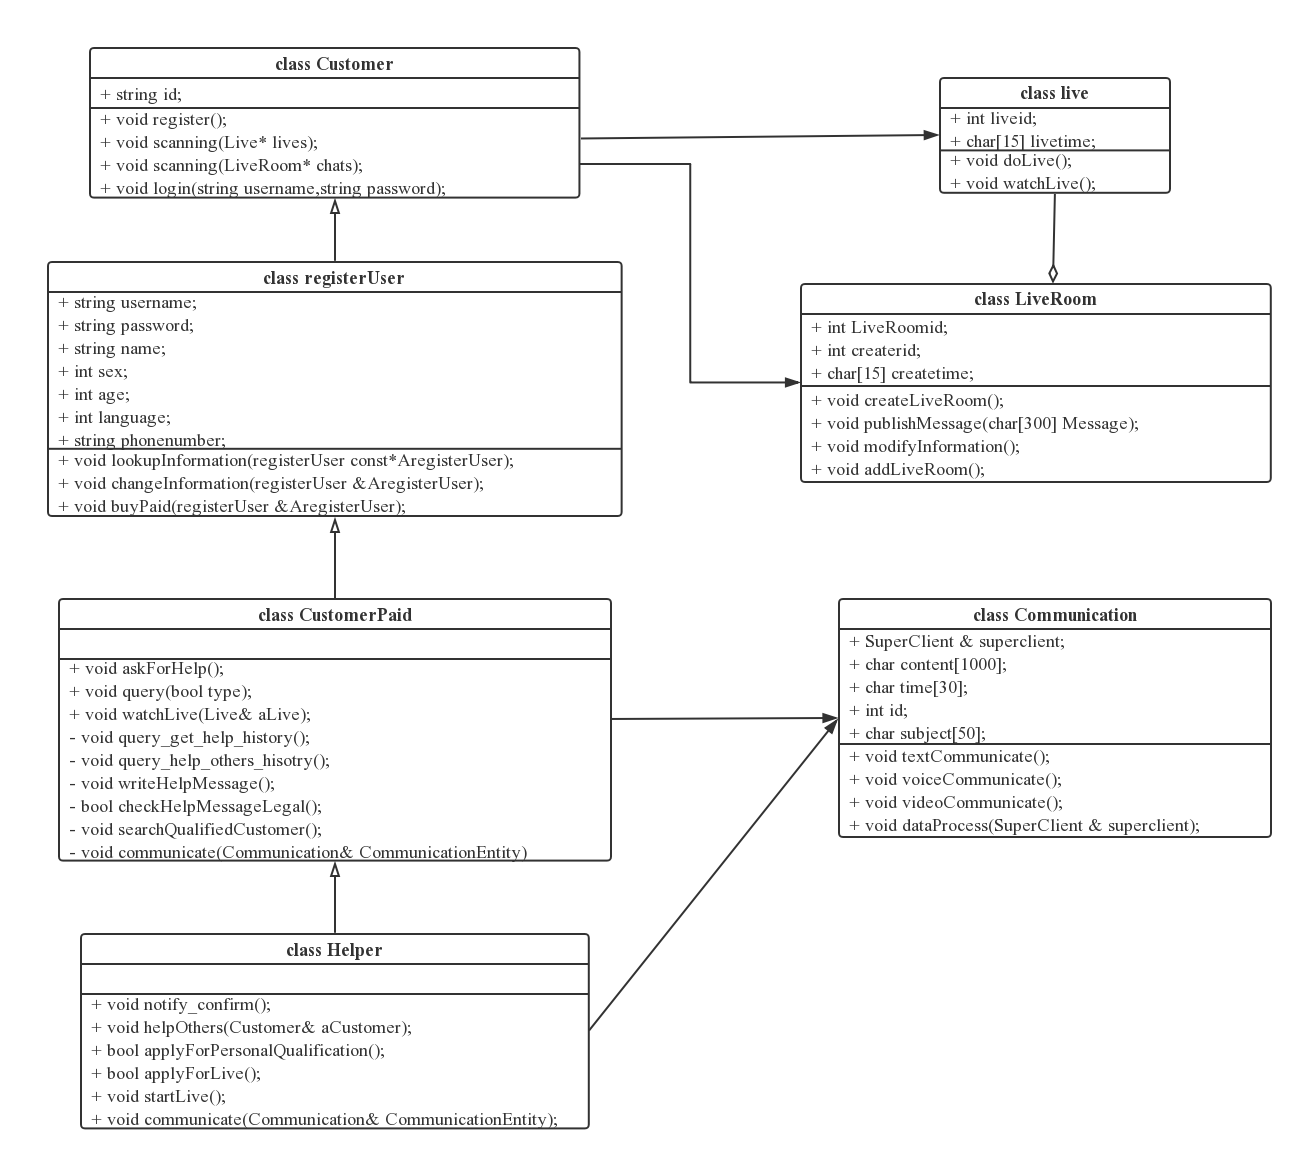 class Customer
+ string id;
+ void register();
+ void scanning(Live* lives);
+ void scanning(LiveRoom* chats);
+ void login(string username,string password);
class live
+ int liveid;
+ char[15] livetime;
+ void doLive();
+ void watchLive();
class registerUser
+ string username;
+ string password;
+ string name;
+ int sex;
+ int age;
+ int language;
+ string phonenumber;
+ void lookupInformation(registerUser const*AregisterUser);
+ void changeInformation(registerUser &AregisterUser);
+ void buyPaid(registerUser &AregisterUser);
class LiveRoom
+ int LiveRoomid;
+ int createrid;
+ char[15] createtime;
+ void createLiveRoom();
+ void publishMessage(char[300] Message);
+ void modifyInformation();
+ void addLiveRoom();
class CustomerPaid
+ void askForHelp();
+ void query(bool type);
+ void watchLive(Live& aLive);
- void query_get_help_history();
- void query_help_others_hisotry();
- void writeHelpMessage();
- bool checkHelpMessageLegal();
- void searchQualifiedCustomer();
- void communicate(Communication& CommunicationEntity)
class Communication
+ SuperClient & superclient;
+ char content[1000];
+ char time[30];
+ int id;
+ char subject[50];
+ void textCommunicate();
+ void voiceCommunicate();
+ void videoCommunicate();
+ void dataProcess(SuperClient & superclient);
class Helper
+ void notify_confirm();
+ void helpOthers(Customer& aCustomer);
+ bool applyForPersonalQualification();
+ bool applyForLive();
+ void startLive();
+ void communicate(Communication& CommunicationEntity);